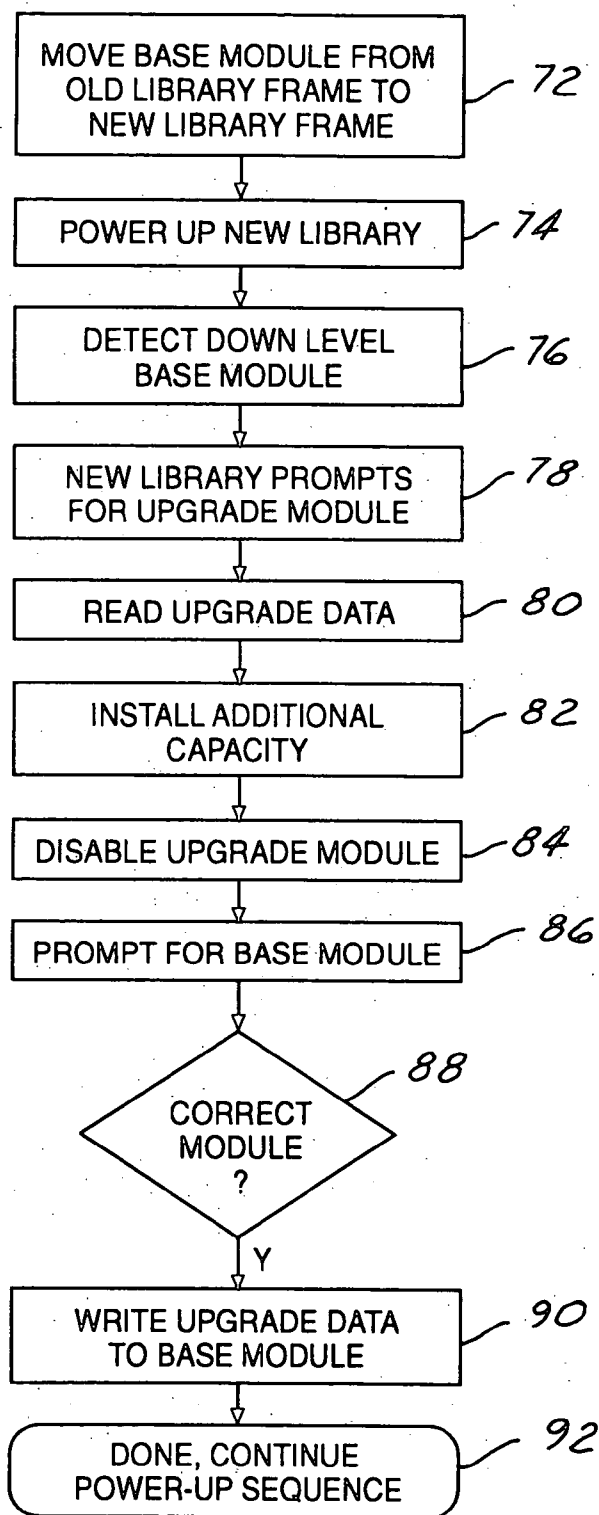 MOVE BASE MODULE FROM
OLD LIBRARY FRAME TO
NEW LIBRARY FRAME
72
POWER UP NEW LIBRARY
74
DETECT DOWN LEVEL
BASE MODULE
76
NEW LIBRARY PROMPTS
FOR UPGRADE MODULE
78
READ UPGRADE DATA
80
INSTALL ADDITIONAL
CAPACITY
82
DISABLE UPGRADE MODULE
84
PROMPT FOR BASE MODULE
86
CORRECT
MODULE
?
88
Y
WRITE UPGRADE DATA
TO BASE MODULE
90
DONE, CONTINUE
POWER-UP SEQUENCE
92